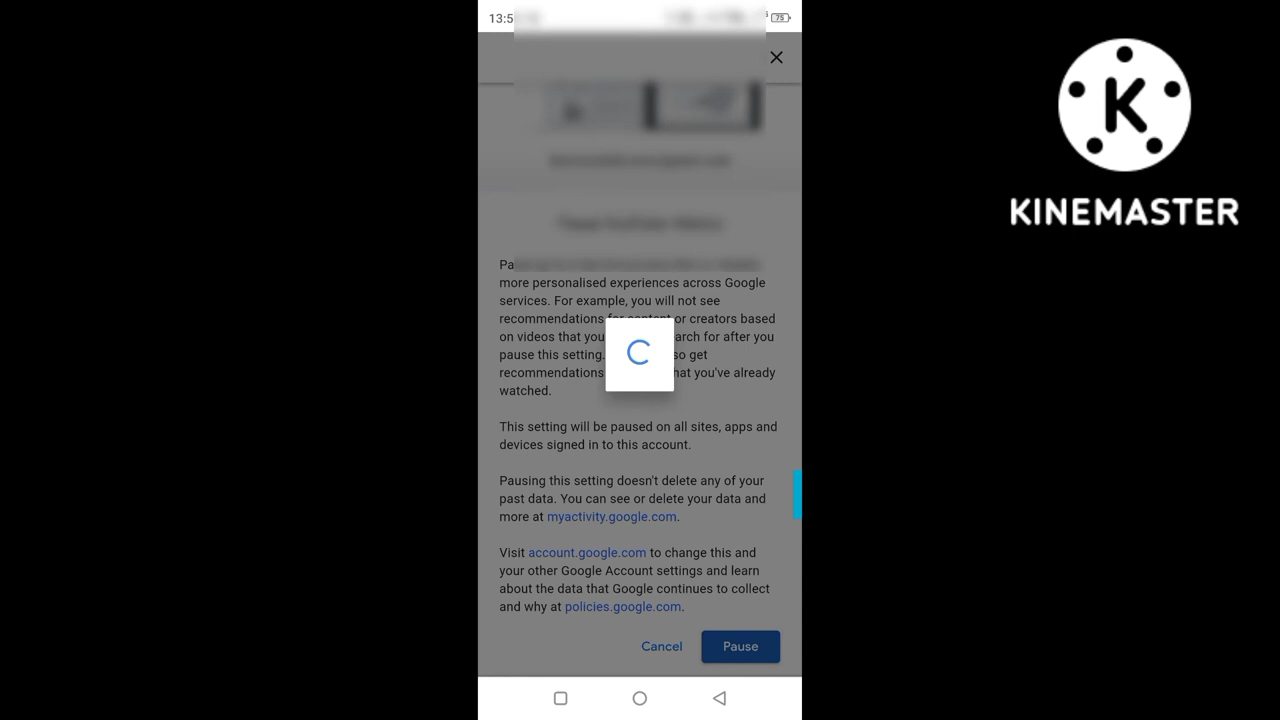 13:5
75
Pa
more personalised experiences across Google
services. For example, you will not see
recommendations for content or creators based
on videos that you arch for after you
pause this setting. so get
recommendations hat you've already
watched.
This setting will be paused on all sites, apps and
devices signed in to this account.
Pausing this setting doesn't delete any of your
past data. You can see or delete your data and
more at myactivity.google.com.
Visit account.google.com to change this and
your other Google Account settings and learn
about the data that Google continues to collect
and why at policies.google.com.
Cancel Pause
K
KINEMASTER